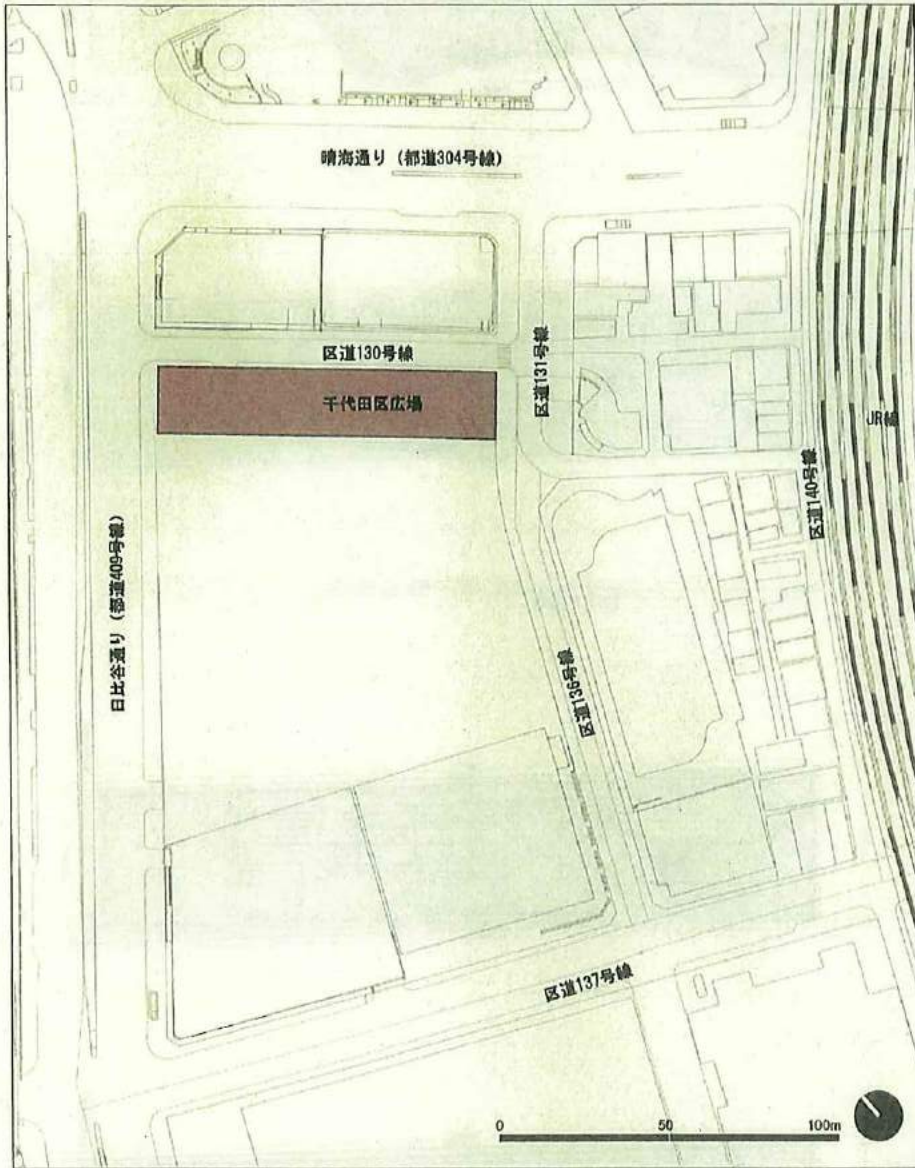 晴海通り (都道304号線)
区道130号線
千代田区広場
区道131号線
JR線
区道140号線
日比谷通り (都道409号線)
区道136号線
区道137号線
0 50 100m